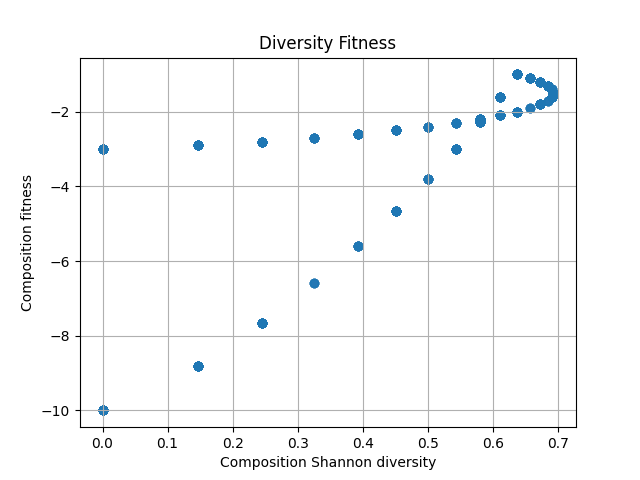 Diversity Fitness
Composition fitness
−2
−4
−6
−8
−10
0.0 0.1 0.2 0.3 0.4 0.5 0.6 0.7
Composition Shannon diversity